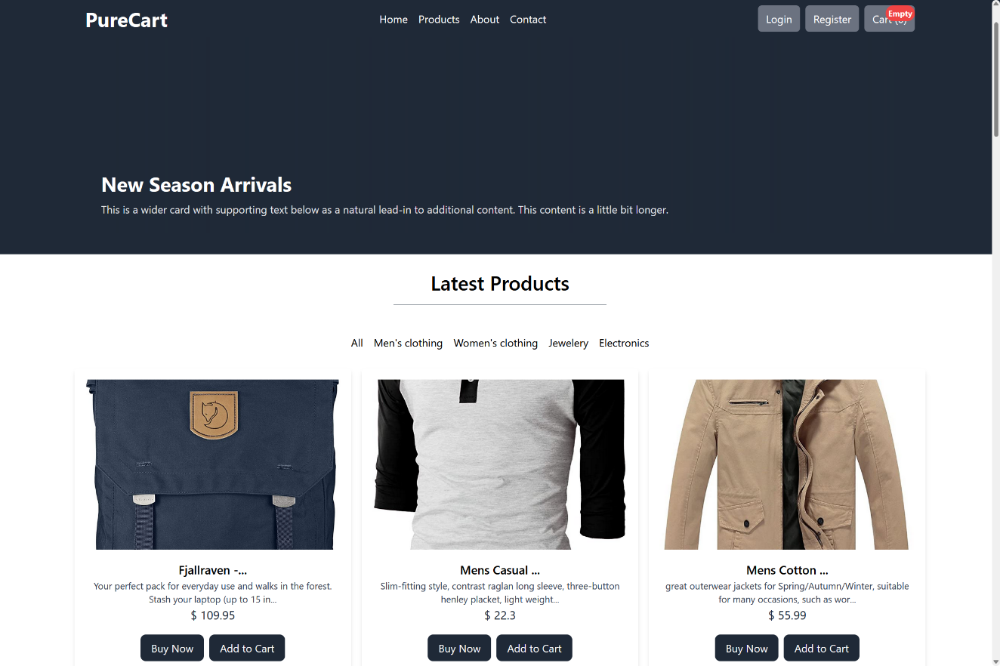 PureCart
Home
Products
About
Contact
Login
Register
Empty
New Season Arrivals
This is a wider card with supporting text below as a natural lead-in to additional content. This content is a little bit longer.
Latest Products
All
Men's clothing
Women's clothing
Jewelery
Electronics
Fjallraven -...
Your perfect pack for everyday use and walks in the forest.
Stash your laptop (up to 15 in...
$ 109.95
Buy Now
Add to Cart
Mens Casual ...
Slim-fitting style, contrast raglan long sleeve, three-button
henley placket, light weight...
$ 22.3
Buy Now
Add to Cart
Mens Cotton ...
great outerwear jackets for Spring/Autumn/Winter, suitable
for many occasions, such as wor...
$ 55.99
Buy Now
Add to Cart